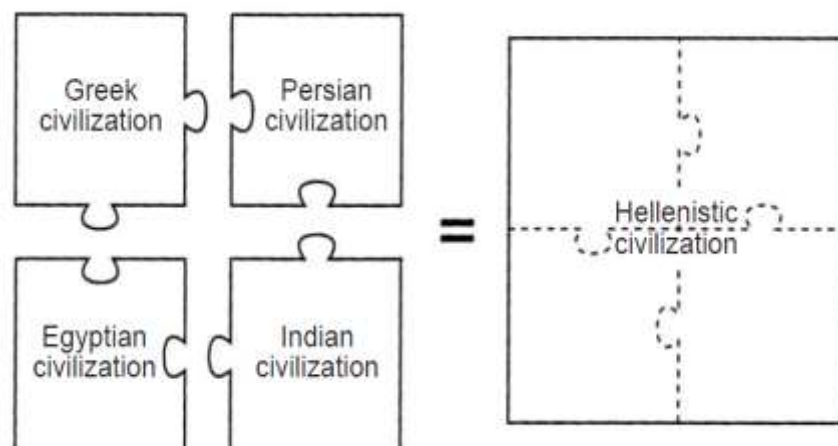 Greek
civilization
Persian
civilization
=
Hellenistic
civilization
Egyptian
civilization
Indian
civilization